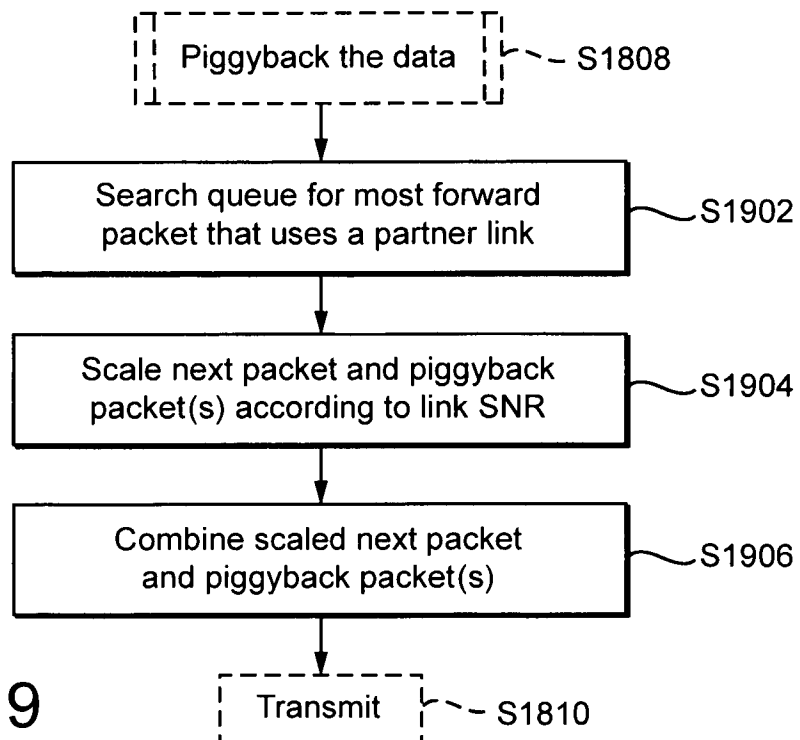 Piggyback the data
S1808
Search queue for most forward
packet that uses a partner link
S1902
Scale next packet and piggyback
packet(s) according to link SNR
S1904
Combine scaled next packet
and piggyback packet(s)
S1906
9
Transmit
S1810